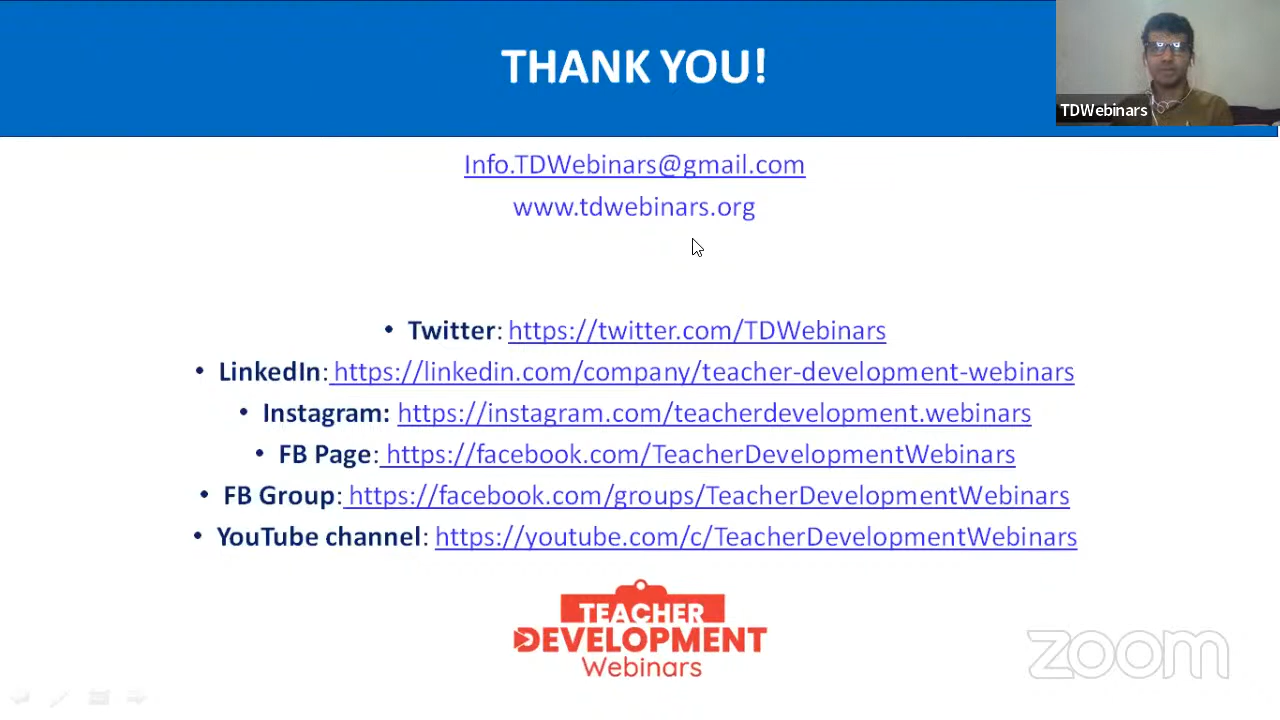 THANK YOU!
TDWebinars
Info.TDWebinars@gmail.com
www.tdwebinars.org
• Twitter: https://twitter.com/TDWebinars
• LinkedIn: https://linkedin.com/company/teacher-development-webinars
• Instagram: https://instagram.com/teacherdevelopment.webinars
• FB Page: https://facebook.com/TeacherDevelopmentWebinars
• FB Group: https://facebook.com/groups/TeacherDevelopmentWebinars
• YouTube channel: https://youtube.com/c/TeacherDevelopmentWebinars
TEACHER
DEVELOPMENT
Webinars
zoom